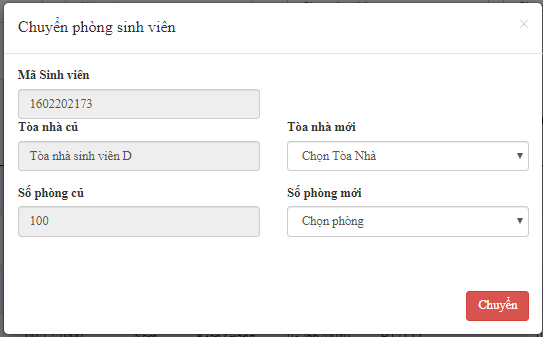 Chuyển phòng sinh viên
×
Mã Sinh viên
1602202173
Tòa nhà cũ
Tòa nhà mới
Tòa nhà sinh viên D
Chọn Tòa Nhà
Số phòng cũ
Số phòng mới
100
Chọn phòng
Chuyển